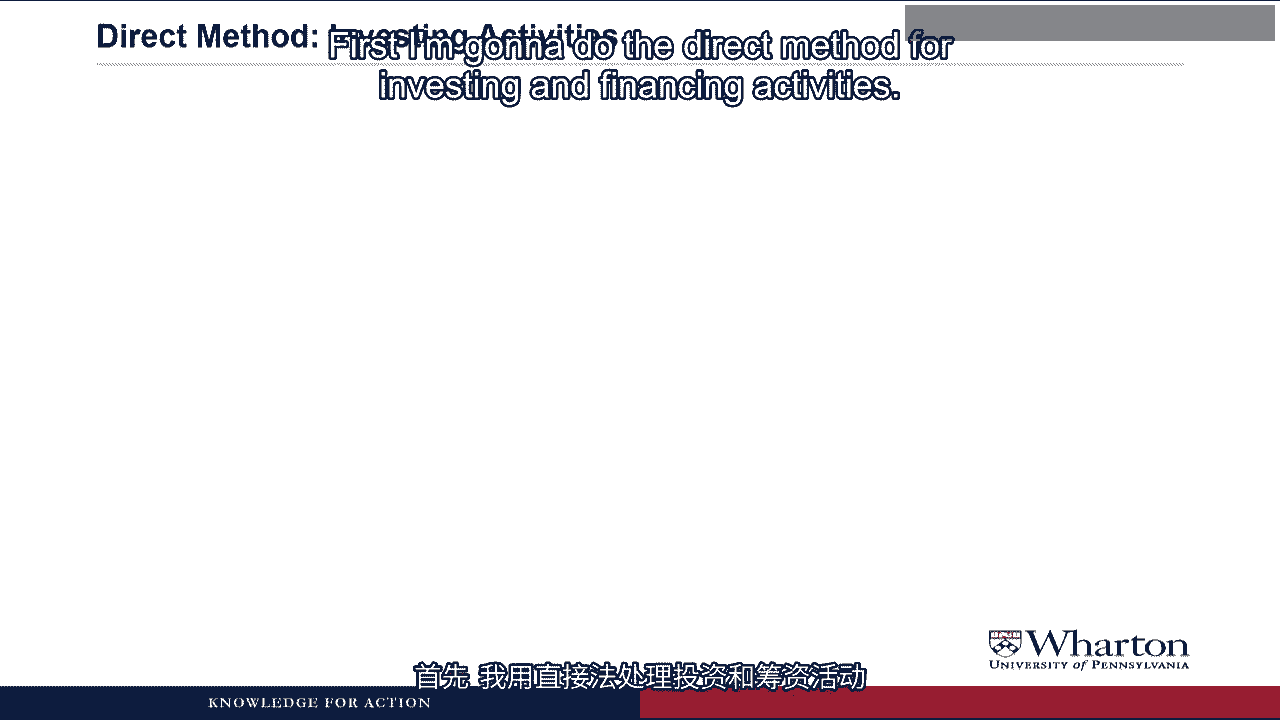 Direct Method: Investing Activities
First I'm gonna do the direct method for
investing and financing activities.
Wharton
UNIVERSITY of PENNSYLVANIA
首先 我用直接法处理投资和筹资活动
KNOWLEDGE FOR ACTION